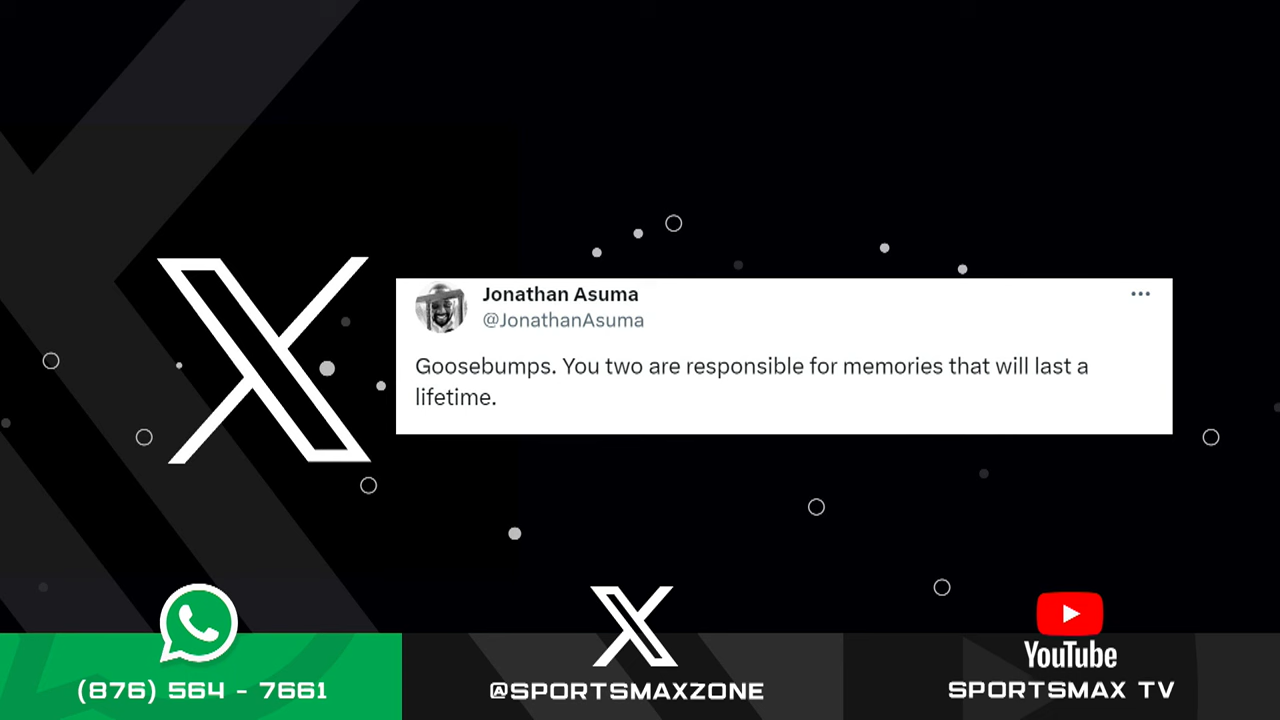 Jonathan Asuma
@JonathanAsuma
Goosebumps. You two are responsible for memories that will last a
lifetime.
(876) 564 - 7661
@SPORTSMAXZONE
YouTube
SPORTSMAX TV